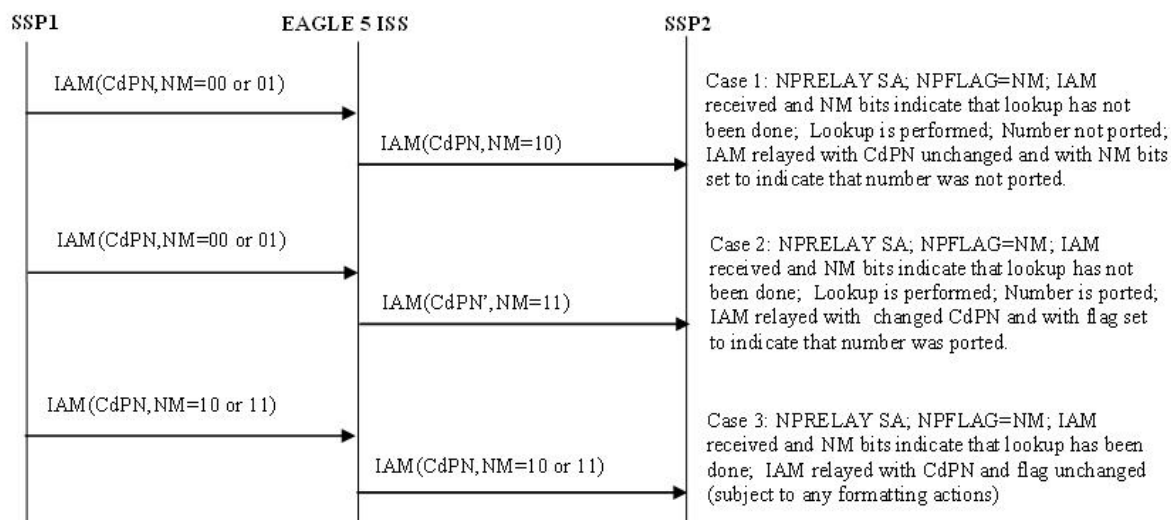 SSP1 EAGLE 5 ISS SSP2
IAM(CdPN,NM=00 or 01)
IAM(CdPN,NM=10)
Case 1: NPRELAY SA; NPFLAG=NM; IAM
received and NM bits indicate that lookup has not
been done; Lookup is performed; Number not ported;
IAM relayed with CdPN unchanged and with NM bits
set to indicate that number was not ported.
IAM(CdPN,NM=00 or 01)
IAM(CdPN’,NM=11)
Case 2: NPRELAY SA; NPFLAG=NM; IAM
received and NM bits indicate that lookup has not
been done; Lookup is performed; Number is ported;
IAM relayed with changed CdPN and with flag set
to indicate that number was ported.
IAM(CdPN,NM=10 or 11)
IAM(CdPN,NM=10 or 11)
Case 3: NPRELAY SA; NPFLAG=NM; IAM
received and NM bits indicate that lookup has been
done; IAM relayed with CdPN and flag unchanged
(subject to any formatting actions)